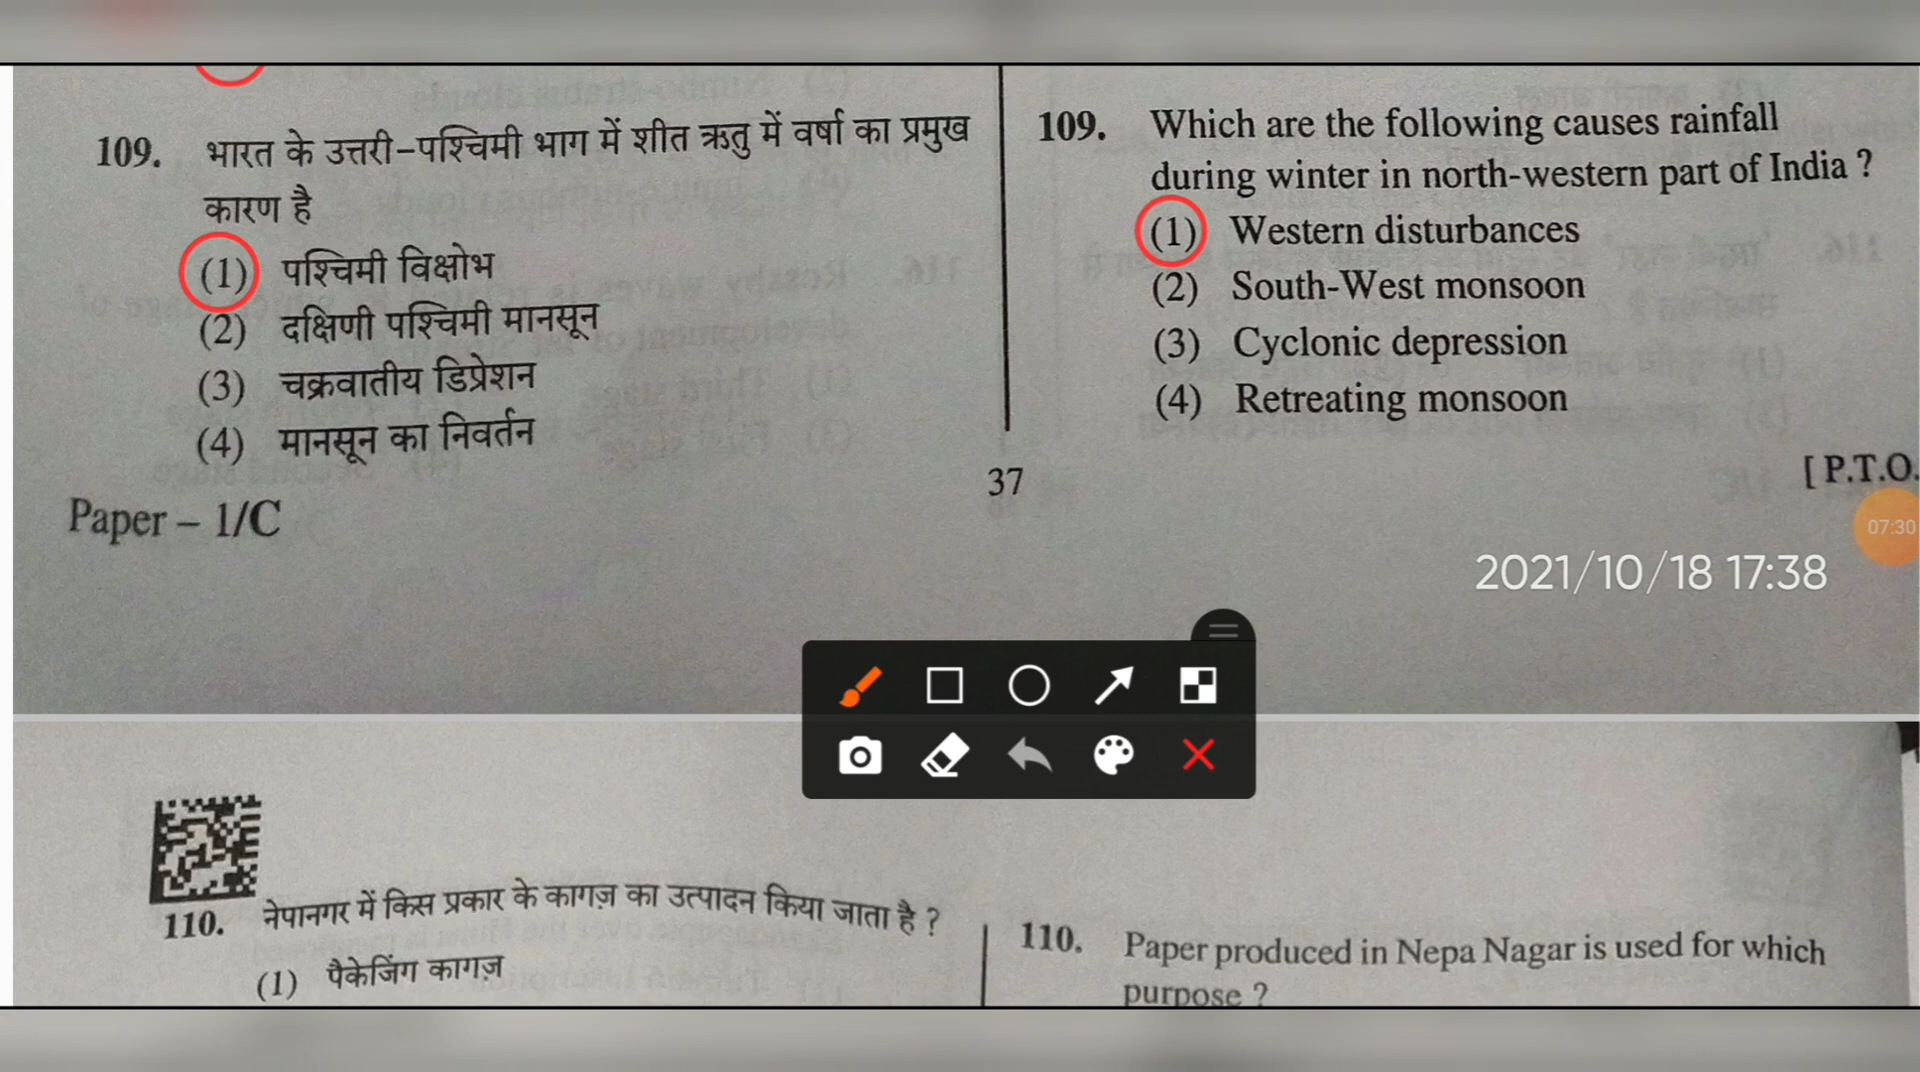 109. भारत के उत्तरी-पश्चिमी भाग में शीत ऋतु में वर्षा का प्रमुख
कारण है
(1) पश्चिमी विक्षोभ
(2) दक्षिणी पश्चिमी मानसून
(3) चक्रवातीय डिप्रेशन
(4) मानसून का निवर्तन
Paper – 1/C
109. Which are the following causes rainfall
during winter in north-western part of India ?
(1) Western disturbances
(2) South-West monsoon
(3) Cyclonic depression
(4) Retreating monsoon
37
[ P.T.O.
07:30
2021/10/18 17:38
110. नेपानगर में किस प्रकार के कागज़ का उत्पादन किया जाता है ?
(1) पैकेजिंग कागज़
110. Paper produced in Nepa Nagar is used for which
purpose ?